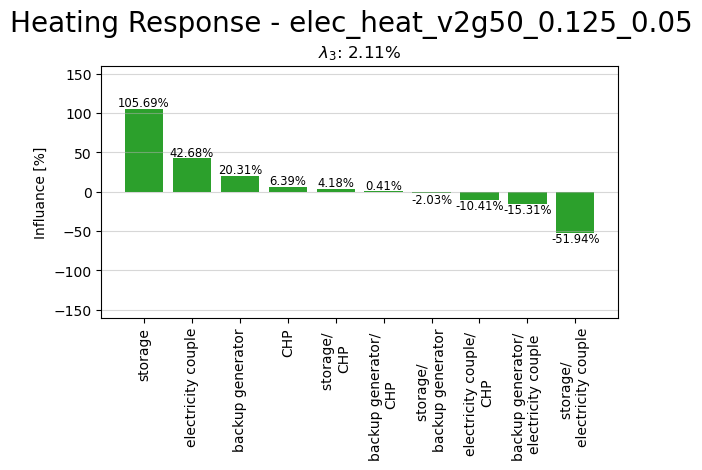 Heating Response - elec_heat_v2g50_0.125_0.05
λ3: 2.11%
Influance [%]
150
100
50
0
−50
−100
−150
105.69%
42.68%
20.31%
6.39%
4.18%
0.41%
-2.03%
-10.41%
-15.31%
-51.94%
storage
electricity couple
backup generator
CHP
storage/
CHP
backup generator/
CHP
storage/
backup generator
electricity couple/
CHP
backup generator/
electricity couple
storage/
electricity couple